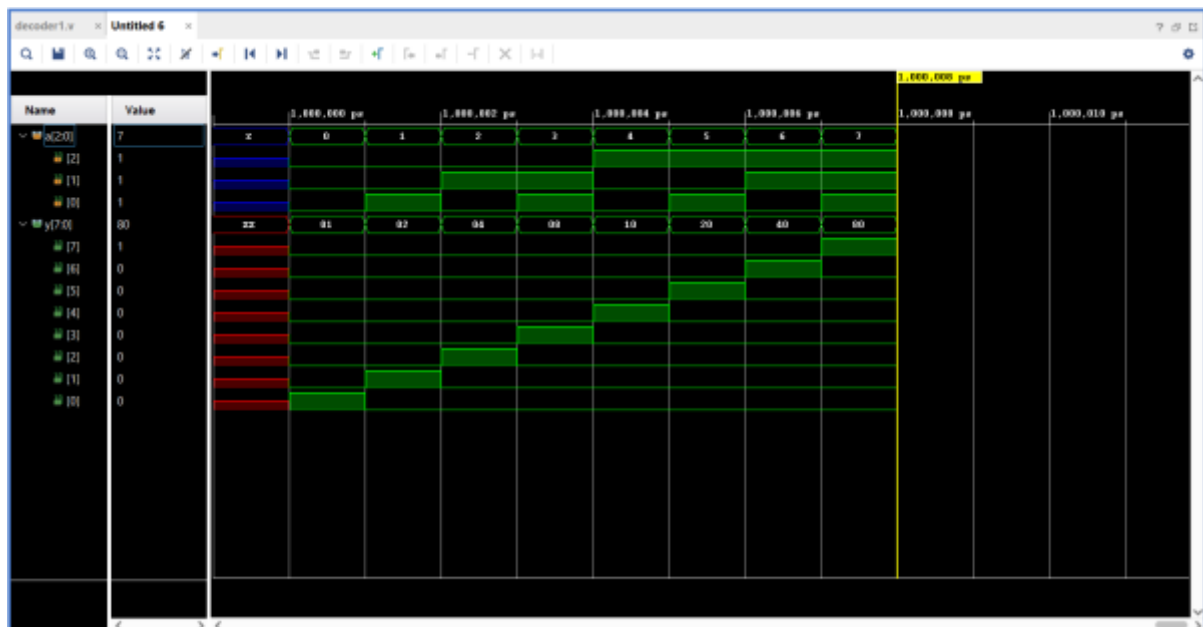 decoder1.v × Untitled 6 × ?
1,000,008 ps
Name Value
1,000,000 ps 1,000,002 ps 1,000,004 ps 1,000,006 ps 1,000,008 ps 1,000,010 ps
a[2:0] 7 Z 0 1 2 3 4 5 6 7
[2] 1
[1] 1
[0] 1
y[7:0] 80 01 02 04 08 10 20 40 80
[7] 1
[6] 0
[5] 0
[4] 0
[3] 0
[2] 0
[1] 0
[0] 0